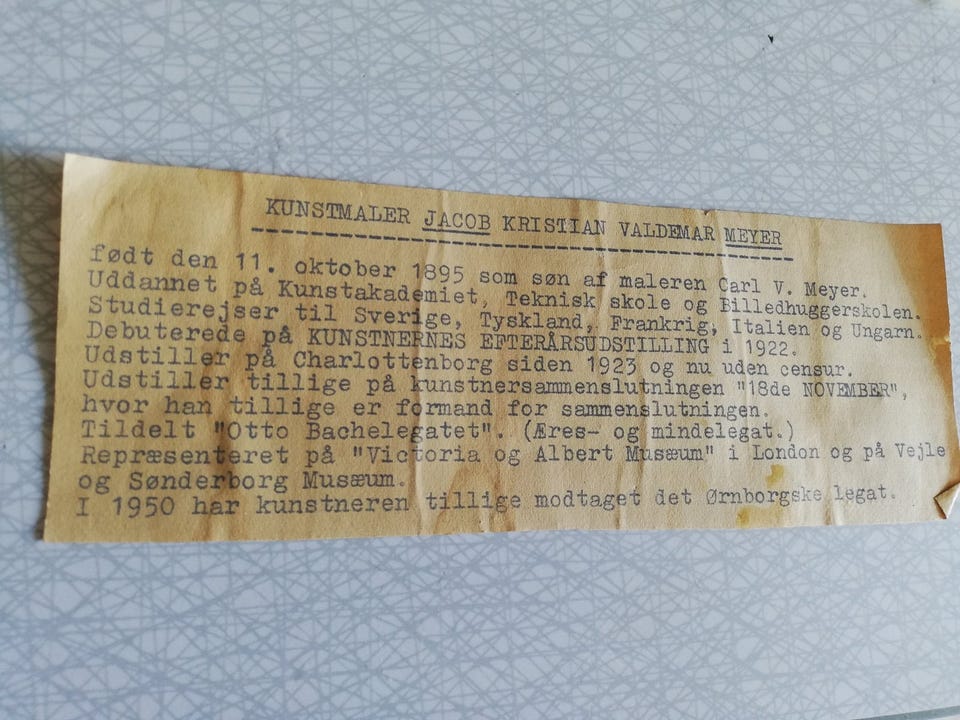 KUNSTMALER JACOB KRISTIAN VALDEMAR MEYER
født den 11. oktober 1895 som søn af maleren Carl V. Meyer.
Uddannet på Kunstakademiet, Teknisk skole og Billedhuggerskolen.
Studierejser til Sverige, Tyskland, Frankrig, Italien og Ungarn.
Debuterede på KUNSTNERNES EFTERÅRSUDSTILLING i 1922.
Udstiller på Charlottenborg siden 1923 og nu uden censur.
Udstiller tillige på kunstnersammenslutningen "18de NOVEMBER",
hvor han tillige er formand for sammenslutningen.
Tildelt "Otto Bachelegatet". (Æres- og mindelegat.)
Repræsenteret på "Victoria og Albert Musæum" i London og på Vejle
og Sønderborg Musæum.
I 1950 har kunstneren tillige modtaget det Ørnborgske legat.